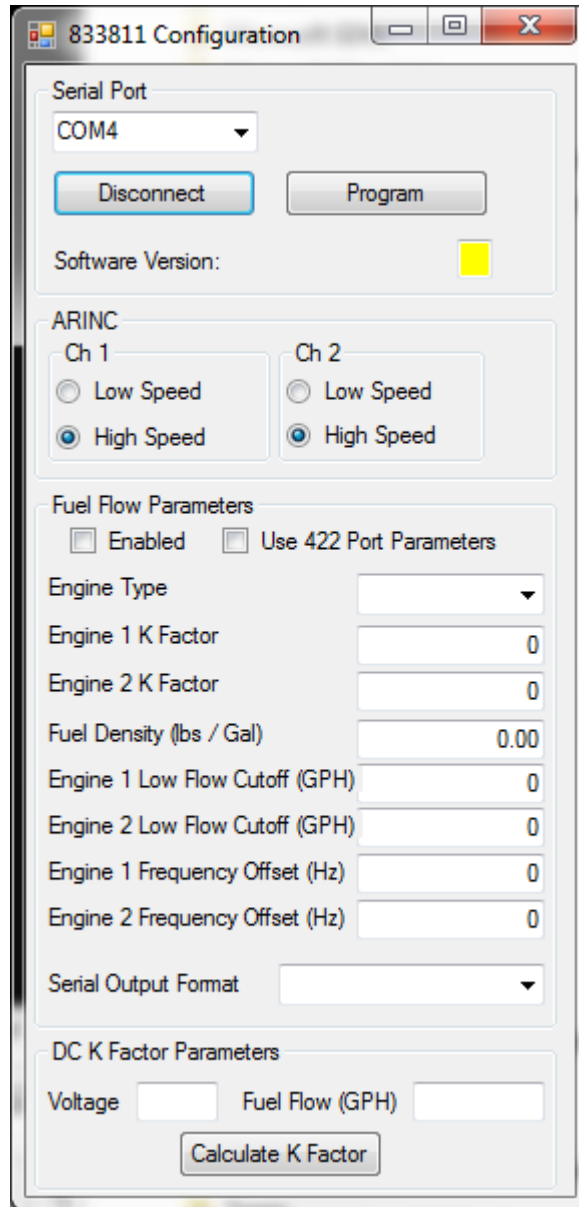 833811 Configuration
Serial Port
COM4
Disconnect Program
Software Version:
ARINC
Ch 1 Ch 2
Low Speed Low Speed
High Speed High Speed
Fuel Flow Parameters
Enabled Use 422 Port Parameters
Engine Type
Engine 1 K Factor 0
Engine 2 K Factor 0
Fuel Density (lbs / Gal) 0.00
Engine 1 Low Flow Cutoff (GPH) 0
Engine 2 Low Flow Cutoff (GPH) 0
Engine 1 Frequency Offset (Hz) 0
Engine 2 Frequency Offset (Hz) 0
Serial Output Format
DC K Factor Parameters
Voltage Fuel Flow (GPH)
Calculate K Factor